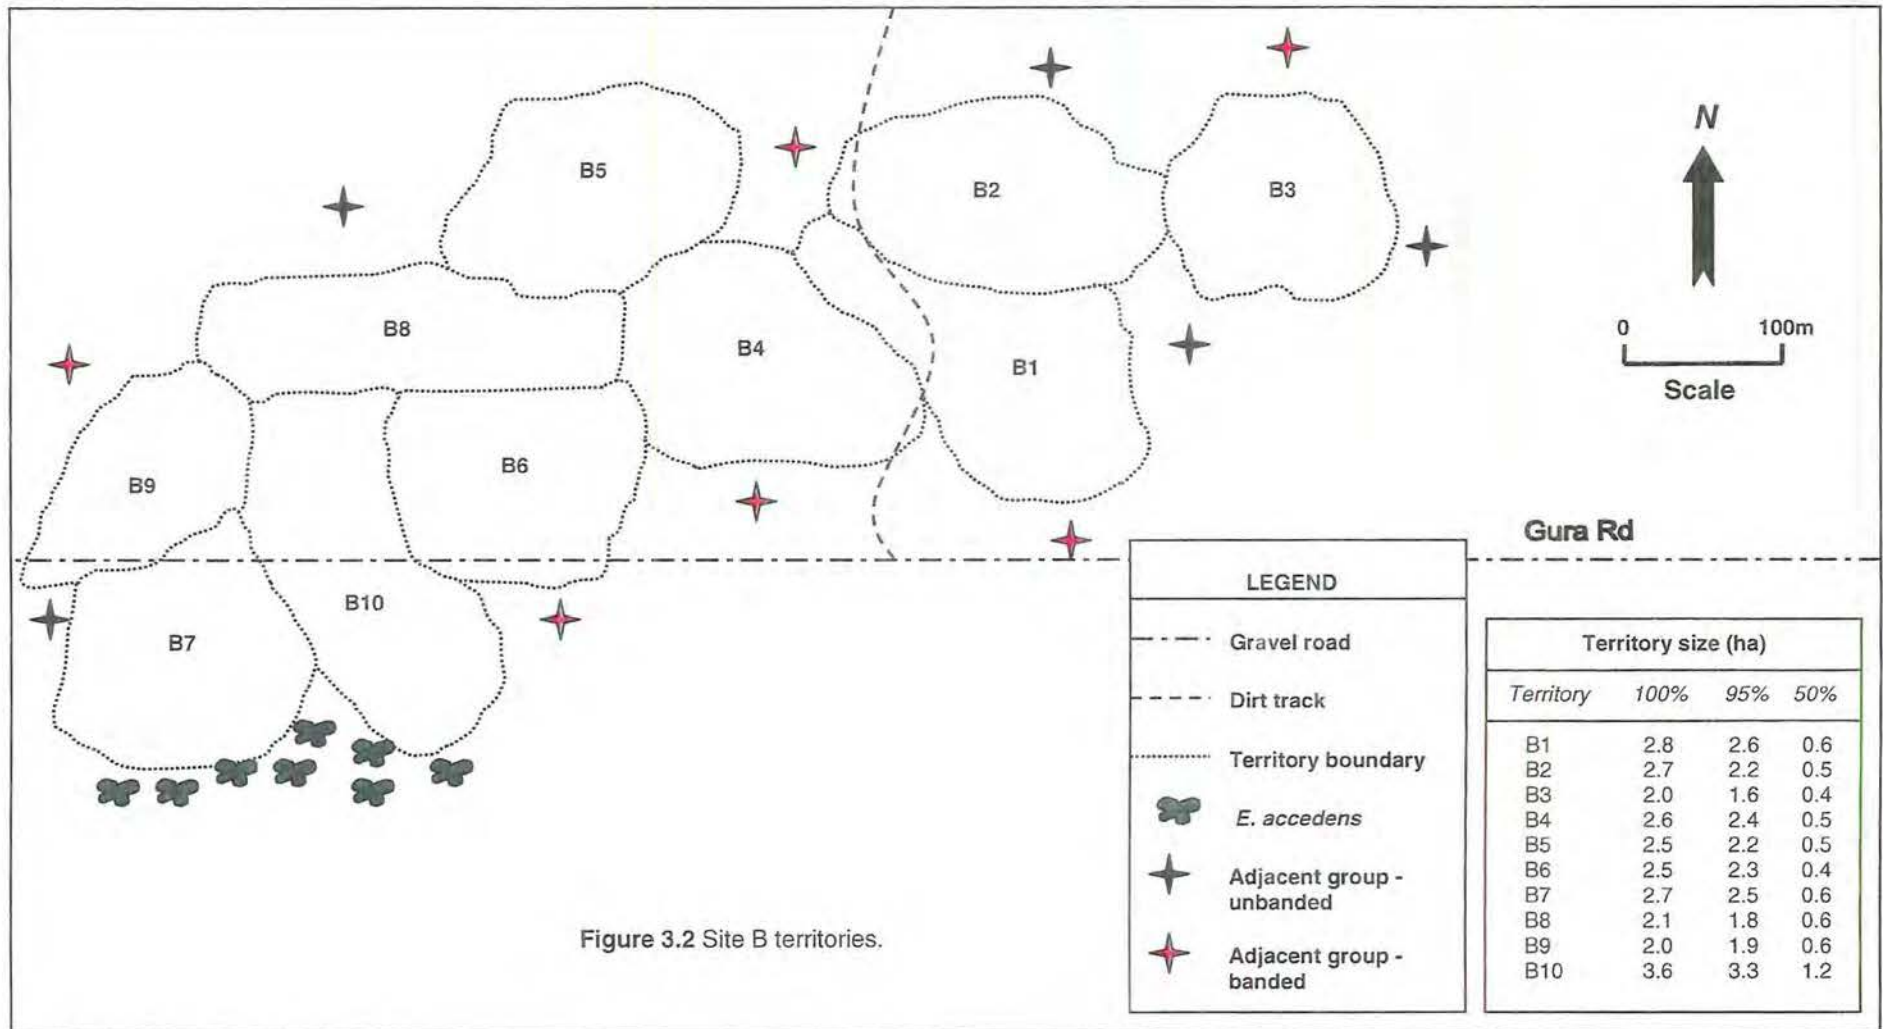 B5
B2
B3
N
B8
B4
B1
0 100m
Scale
B9
B6
Gura Rd
B10
B7
LEGEND
Gravel road
Dirt track
Territory boundary
E. accedens
Adjacent group -
unbanded
Adjacent group -
banded
Territory size (ha)
Territory 100% 95% 50%
B1 2.8 2.6 0.6
B2 2.7 2.2 0.5
B3 2.0 1.6 0.4
B4 2.6 2.4 0.5
B5 2.5 2.2 0.5
B6 2.5 2.3 0.4
B7 2.7 2.5 0.6
B8 2.1 1.8 0.6
B9 2.0 1.9 0.6
B10 3.6 3.3 1.2
Figure 3.2 Site B territories.